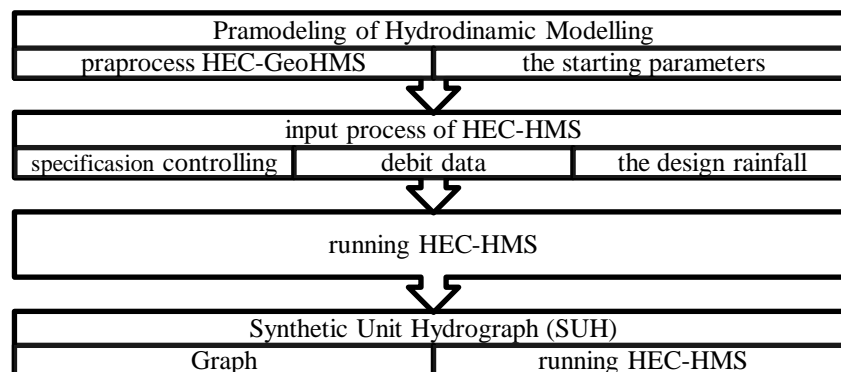 Pramodeling of Hydrodinamic Modelling
praprocess HEC-GeoHMS the starting parameters
input process of HEC-HMS
specificasion controlling debit data the design rainfall
running HEC-HMS
Synthetic Unit Hydrograph (SUH)
Graph running HEC-HMS